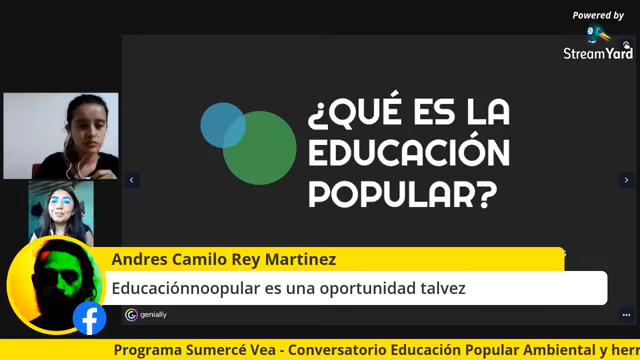 Powered by
StreamYard
¿QUÉ ES LA
EDUCACIÓN
POPULAR?
Andres Camilo Rey Martinez
Educaciónnoopular es una oportunidad talvez
genially
Programa Sumercé Vea - Conversatorio Educación Popular Ambiental y herr